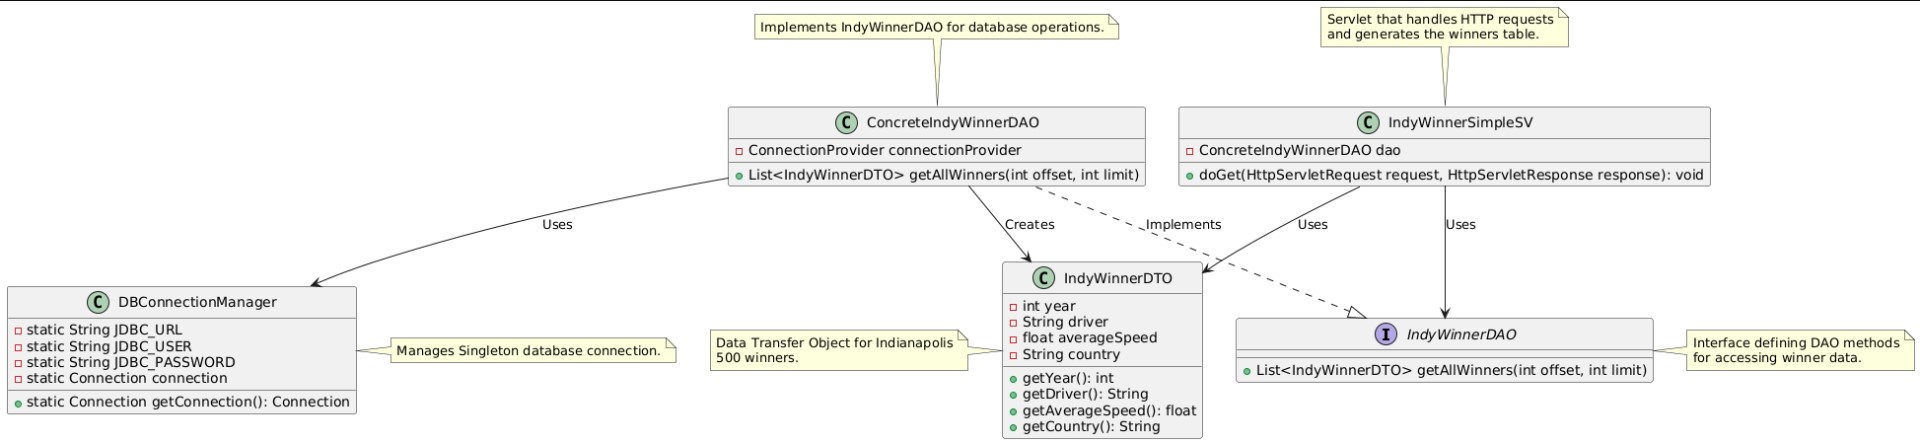 Implements IndyWinnerDAO for database operations.
Servlet that handles HTTP requests
and generates the winners table.
C ConcreteIndyWinnerDAO
ConnectionProvider connectionProvider
List<IndyWinnerDTO> getAllWinners(int offset, int limit)
C IndyWinnerSimpleSV
ConcreteIndyWinnerDAO dao
doGet(HttpServletRequest request, HttpServletResponse response): void
Uses
Creates
Implements
Uses
Uses
C DBConnectionManager
static String JDBC_URL
static String JDBC_USER
static String JDBC_PASSWORD
static Connection connection
static Connection getConnection(): Connection
Manages Singleton database connection.
Data Transfer Object for Indianapolis
500 winners.
C IndyWinnerDTO
int year
String driver
float averageSpeed
String country
getYear(): int
getDriver(): String
getAverageSpeed(): float
getCountry(): String
I IndyWinnerDAO
List<IndyWinnerDTO> getAllWinners(int offset, int limit)
Interface defining DAO methods
for accessing winner data.